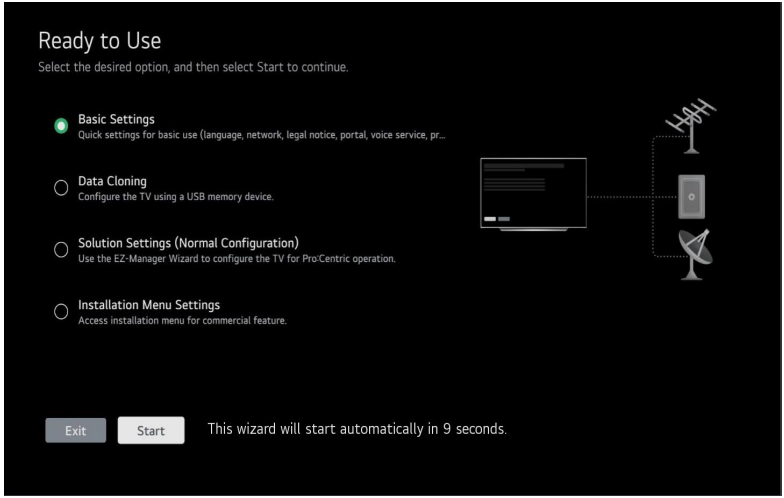 Ready to Use
Select the desired option, and then select Start to continue.
Basic Settings
Quick settings for basic use (language, network, legal notice, portal, voice service, pr...
Data Cloning
Configure the TV using a USB memory device.
Solution Settings (Normal Configuration)
Use the EZ-Manager Wizard to configure the TV for Pro:Centric operation.
Installation Menu Settings
Access installation menu for commercial feature.
Exit
Start
This wizard will start automatically in 9 seconds.